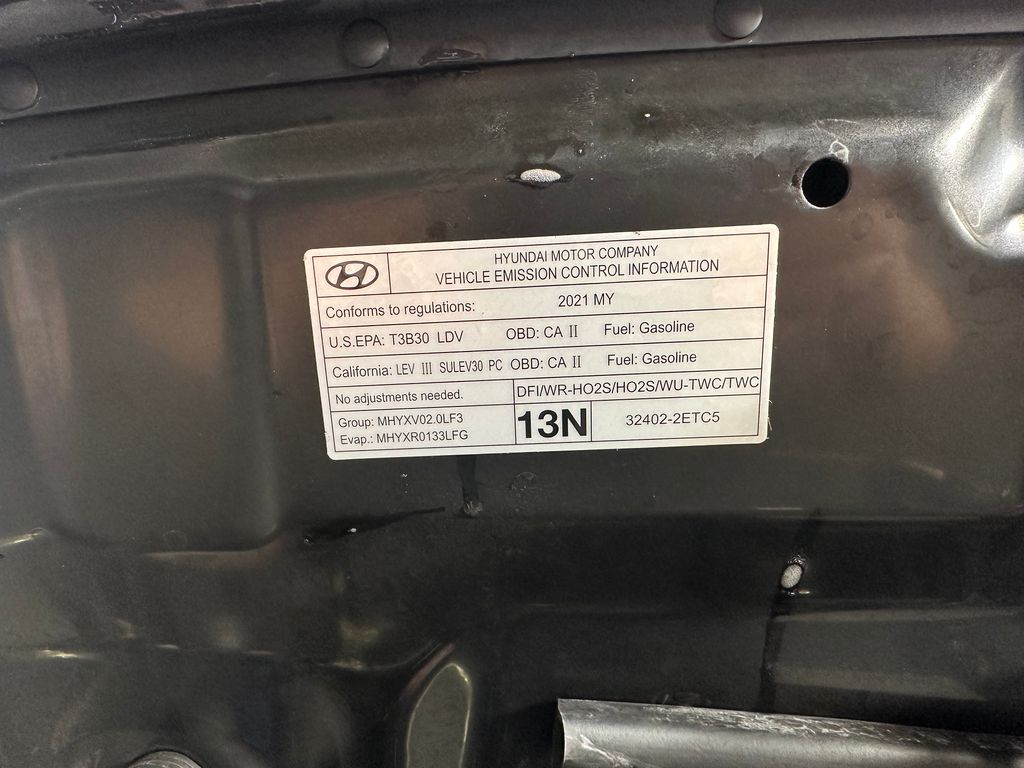 HYUNDAI MOTOR COMPANY
VEHICLE EMISSION CONTROL INFORMATION
Conforms to regulations: 2021 MY
U.S.EPA: T3B30 LDV OBD: CA II Fuel: Gasoline
California: LEV III SULEV30 PC OBD: CA II Fuel: Gasoline
No adjustments needed. DFI/WR-HO2S/HO2S/WU-TWC/TWC
Group: MHYXV02.0LF3
Evap.: MHYXR0133LFG
13N
32402-2ETC5